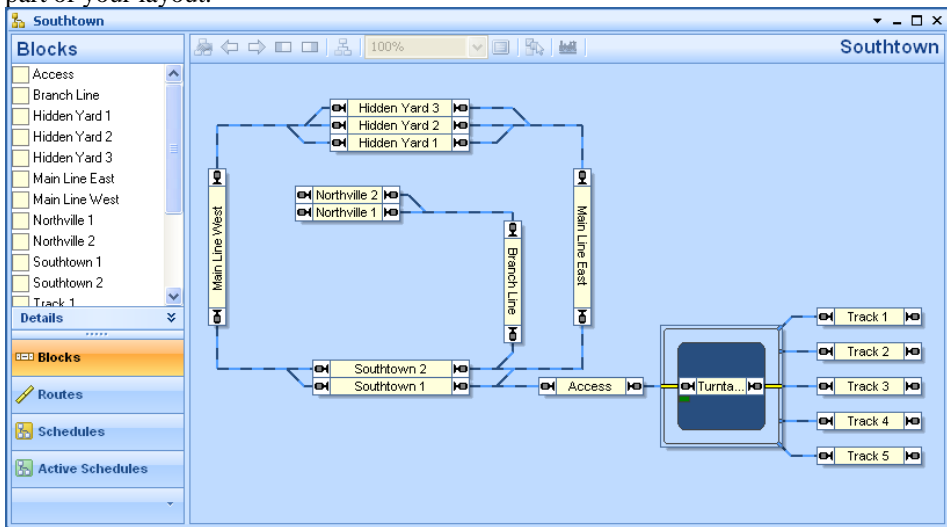 part of your layout.
Southtown
Blocks
100%
Southtown
Access
Branch Line
Hidden Yard 1
Hidden Yard 2
Hidden Yard 3
Main Line East
Main Line West
Northville 1
Northville 2
Southtown 1
Southtown 2
Track 1
Details
Blocks
Routes
Schedules
Active Schedules
Hidden Yard 3
Hidden Yard 2
Hidden Yard 1
Northville 2
Northville 1
Main Line West
Branch Line
Main Line East
Southtown 2
Southtown 1
Access
Turnta...
Track 1
Track 2
Track 3
Track 4
Track 5